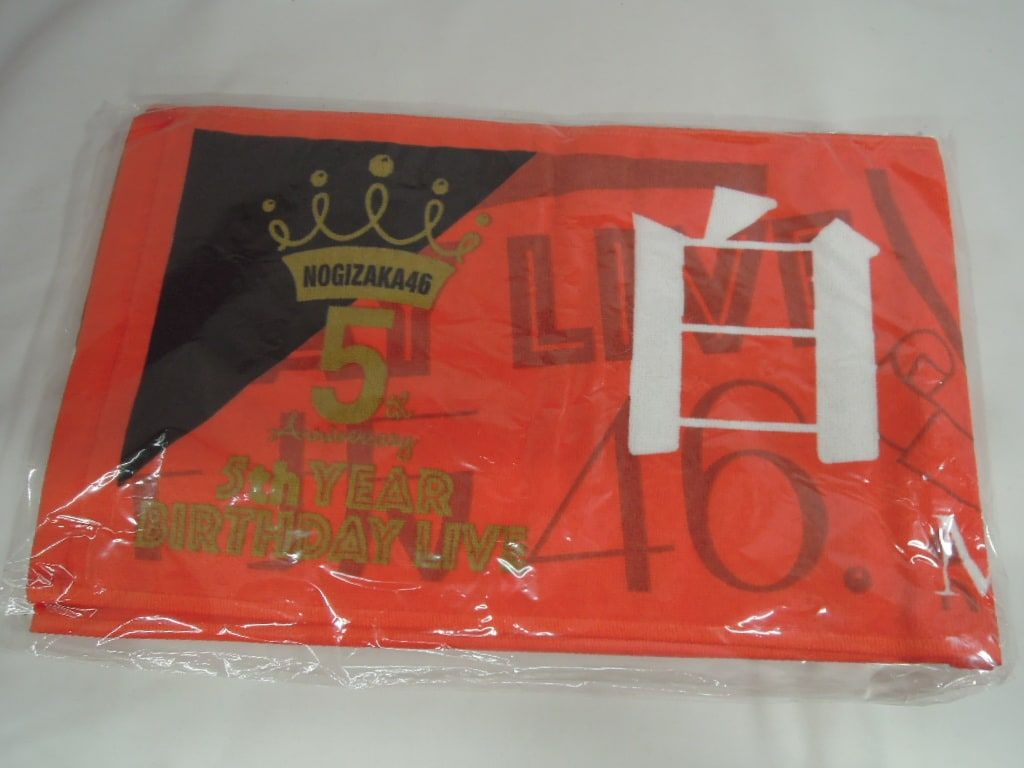 NOGIZAKA46
5th
Anniversary
5th YEAR
BIRTHDAY LIVE
白
LIVE
46.